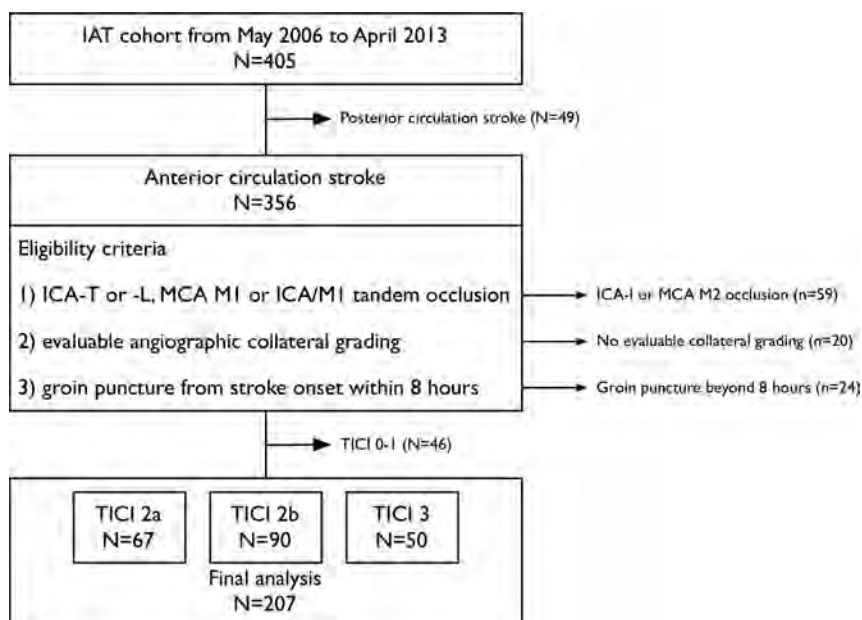 IAT cohort from May 2006 to April 2013
N=405
Posterior circulation stroke (N=49)
Anterior circulation stroke
N=356
Eligibility criteria
1) ICA-T or -L, MCA M1 or ICA/M1 tandem occlusion
ICA-I or MCA M2 occlusion (n=59)
2) evaluable angiographic collateral grading
No evaluable collateral grading (n=20)
3) groin puncture from stroke onset within 8 hours
Groin puncture beyond 8 hours (n=24)
TICI 0-1 (N=46)
TICI 2a
N=67
TICI 2b
N=90
TICI 3
N=50
Final analysis
N=207